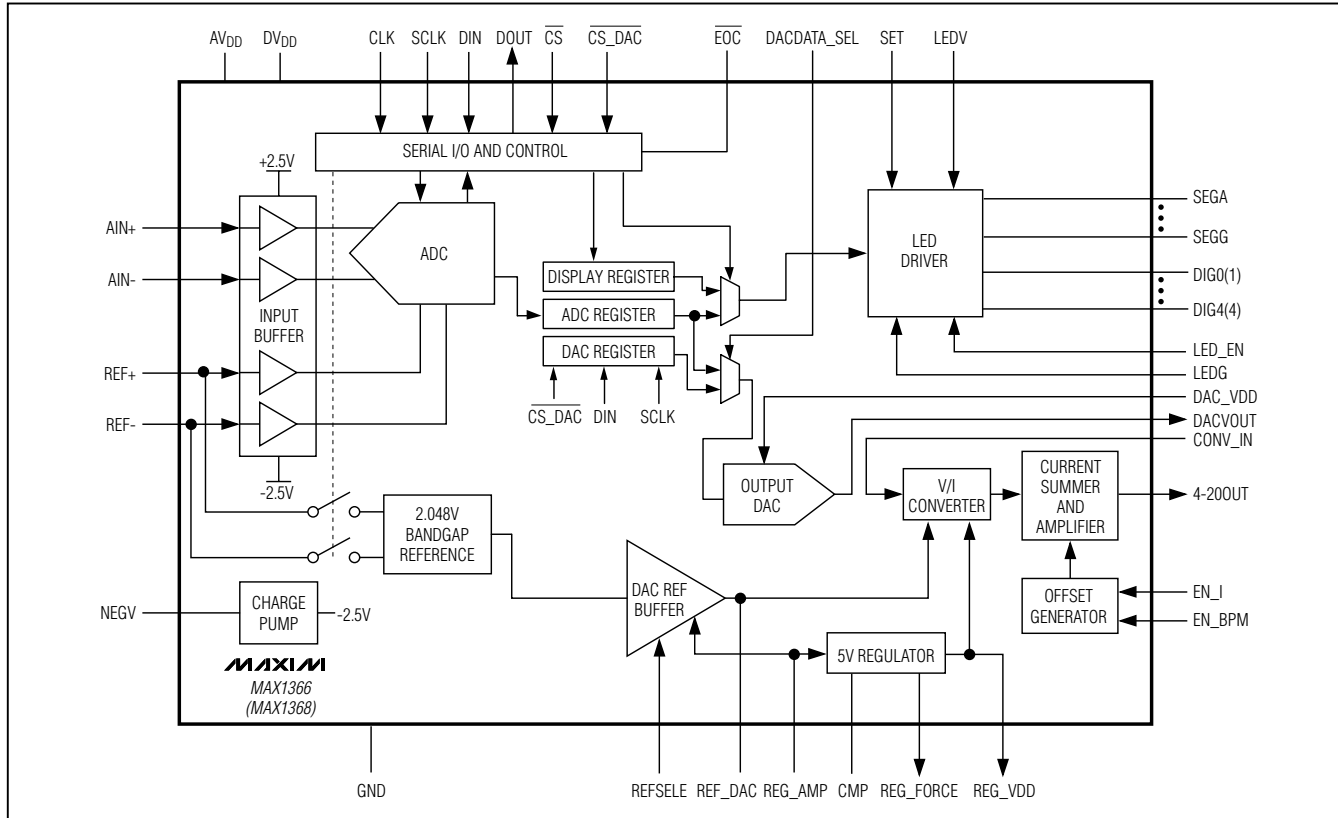 AVDD DVDD CLK SCLK DIN DOUT C̅S̅ C̅S̅_̅D̅A̅C̅ E̅O̅C̅ DACDATA_SEL SET LEDV
SERIAL I/O AND CONTROL
+2.5V
AIN+
AIN-
INPUT
BUFFER
REF+
REF-
-2.5V
ADC
DISPLAY REGISTER
ADC REGISTER
DAC REGISTER
C̅S̅_̅D̅A̅C̅ DIN SCLK
LED
DRIVER
SEGA
SEGG
DIG0(1)
DIG4(4)
LED_EN
LEDG
DAC_VDD
DACVOUT
CONV_IN
OUTPUT
DAC
V/I
CONVERTER
CURRENT
SUMMER
AND
AMPLIFIER
4-20OUT
2.048V
BANDGAP
REFERENCE
DAC REF
BUFFER
OFFSET
GENERATOR
EN_I
EN_BPM
NEGV
CHARGE
PUMP
-2.5V
5V REGULATOR
MAXIM
MAX1366
(MAX1368)
GND REFSELE REF_DAC REG_AMP CMP REG_FORCE REG_VDD